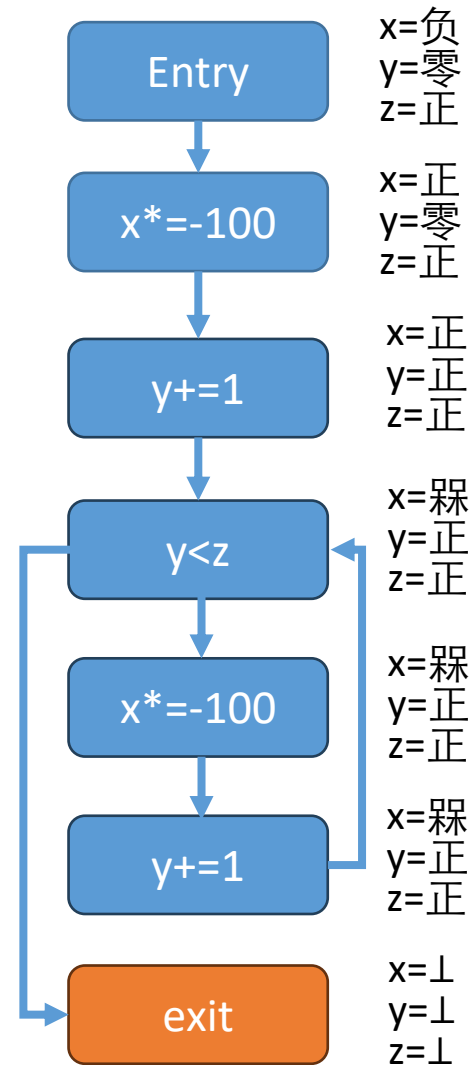 Entry
x=负
y=零
z=正
x*=-100
x=正
y=零
z=正
y+=1
x=正
y=正
z=正
y<z
x=槑
y=正
z=正
x*=-100
x=槑
y=正
z=正
y+=1
x=槑
y=正
z=正
exit
x=⊥
y=⊥
z=⊥